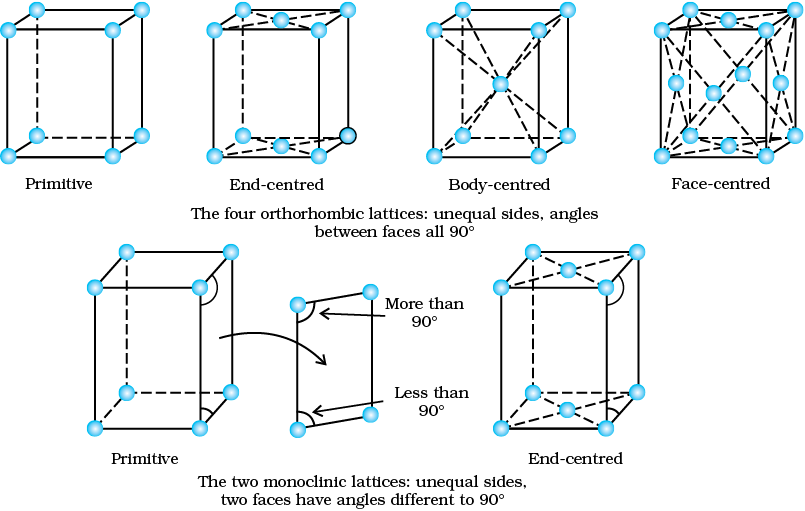 Primitive
End-centred
Body-centred
Face-centred
The four orthorhombic lattices: unequal sides, angles
between faces all 90°
More than
90°
Less than
90°
Primitive
End-centred
The two monoclinic lattices: unequal sides,
two faces have angles different to 90°